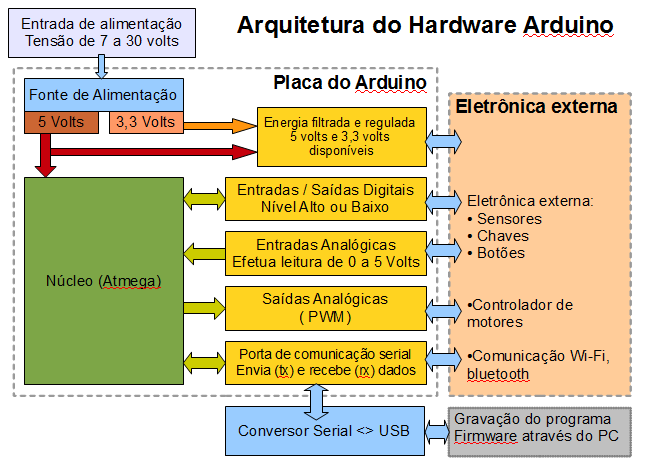 Arquitetura do Hardware Arduino
Entrada de alimentação
Tensão de 7 a 30 volts
Placa do Arduino
Fonte de Alimentação
5 Volts
3,3 Volts
Energia filtrada e regulada
5 volts e 3,3 volts
disponíveis
Eletrônica externa
Núcleo (Atmega)
Entradas / Saídas Digitais
Nível Alto ou Baixo
Entradas Analógicas
Efetua leitura de 0 a 5 Volts
Saídas Analógicas
( PWM)
Porta de comunicação serial
Envia (tx) e recebe (rx) dados
Eletrônica externa:
• Sensores
• Chaves
• Botões
•Controlador de
motores
•Comunicação Wi-Fi,
bluetooth
Conversor Serial <> USB
Gravação do programa
Firmware através do PC